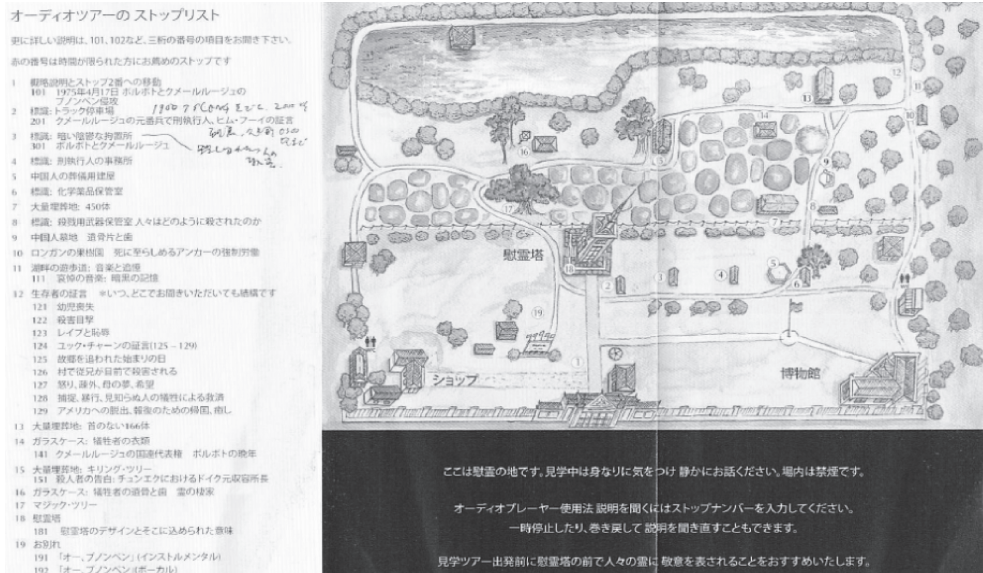 オーディオツアーの ストップリスト
更に詳しい説明は、101、102など、三桁の番号の項目をお聞き下さい。
赤の番号は時間が限られた方にお薦めのストップです
1 戦略説明とストップ2番への移動
101 1975年4月17日 ポルポトとクメールルージュの
プノンペン侵攻
2 標識: トラック停車場
201 クメールルージュの元番兵で刑執行人、ヒム・フーイの証言
3 標識: 暗い陰鬱な拘置所
301 ポルポトとクメールルージュ
4 標識: 刑執行人の事務所
5 中国人の葬儀用建屋
6 標識: 化学薬品保管室
7 大量埋葬地: 450体
8 標識: 殺戮用武器保管室 人々はどのように殺されたのか
9 中国人墓地 遺骨片と歯
10 ロンガンの果樹園 死に至らしめるアンカーの強制労働
11 湖畔の遊歩道: 音楽と追憶
111 哀悼の音楽: 暗黒の記憶
12 生存者の証言 ※いつ、どこでお聞きいただいても結構です
121 幼児喪失
122 殺害目撃
123 レイプと恥辱
124 ユック・チャーンの証言(125 – 129)
125 故郷を追われた始まりの日
126 村で従兄が目前で殺害される
127 怒り、疎外、母の夢、希望
128 捕捉、暴行、見知らぬ人の犠牲による救済
129 アメリカへの脱出、報復のための帰国、癒し
13 大量埋葬地: 首のない166体
14 ガラスケース: 犠牲者の衣類
141 クメールルージュの国連代表権 ポルポトの晩年
15 大量埋葬地: キリング・ツリー
151 殺人者の告白: チュンエクにおけるドイク元収容所長
16 ガラスケース: 犠牲者の遺骨と歯 霊の棲家
17 マジック・ツリー
18 慰霊塔
181 慰霊塔のデザインとそこに込められた意味
19 お別れ
191 「オー、プノンペン」(インストルメンタル)
192 「オー、プノンペン」(ボーカル)
12
11
13
14
15
16
9
10
17
7
8
慰霊塔
18
2
3
4
5
6
19
1
ショップ
博物館
ここは慰霊の地です。見学中は身なりに気をつけ 静かにお話ください。場内は禁煙です。
オーディオプレーヤー使用法 説明を聞くにはストップナンバーを入力してください。
一時停止したり、巻き戻して 説明を聞き直すこともできます。
見学ツアー出発前に慰霊塔の前で人々の霊に 敬意を表されることをおすすめいたします。